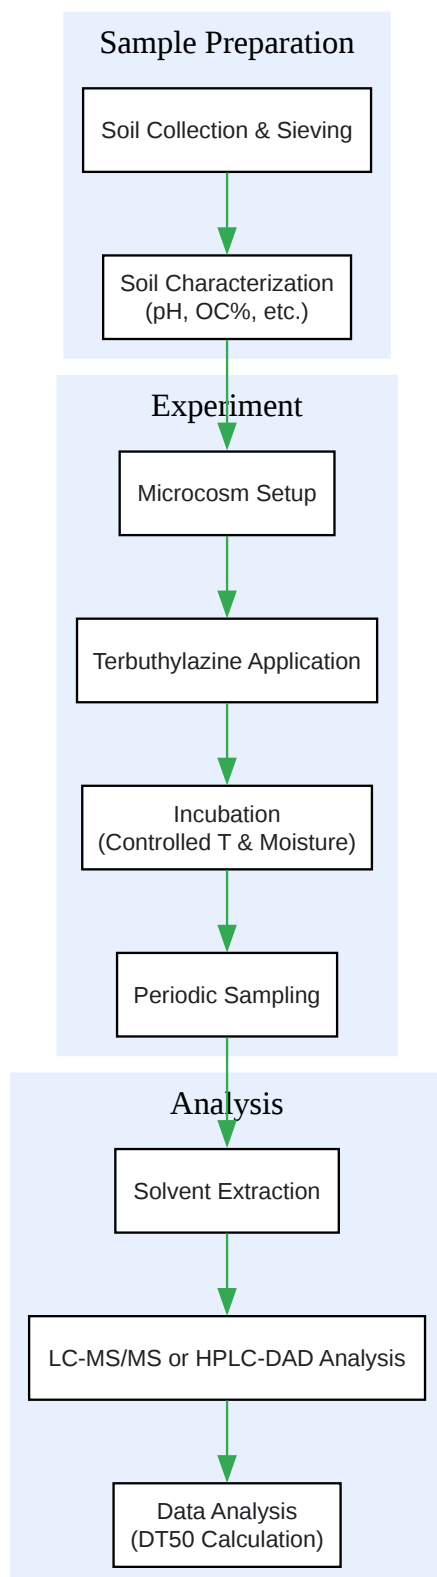 Sample Preparation
Soil Collection & Sieving
Soil Characterization
(pH, OC%, etc.)
Experiment
Microcosm Setup
Terbuthylazine Application
Incubation
(Controlled T & Moisture)
Periodic Sampling
Analysis
Solvent Extraction
LC-MS/MS or HPLC-DAD Analysis
Data Analysis
(DT50 Calculation)